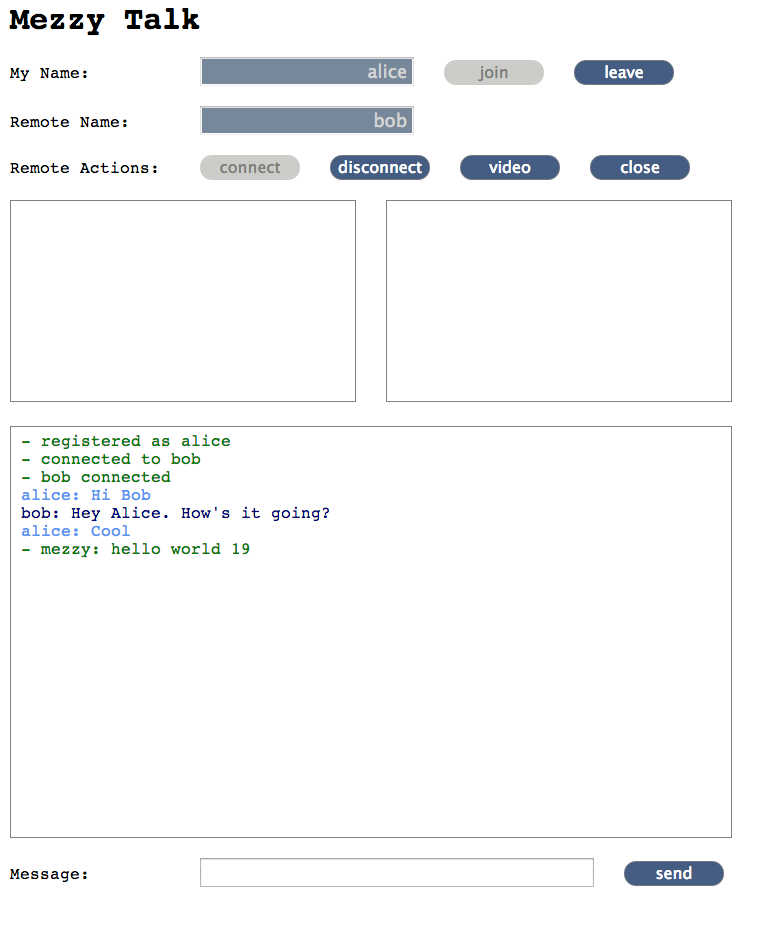 Mezzy Talk
My Name: alice join leave
Remote Name: bob
Remote Actions: connect disconnect video close
- registered as alice
- connected to bob
- bob connected
alice: Hi Bob
bob: Hey Alice. How's it going?
alice: Cool
- mezzy: hello world 19
Message: send